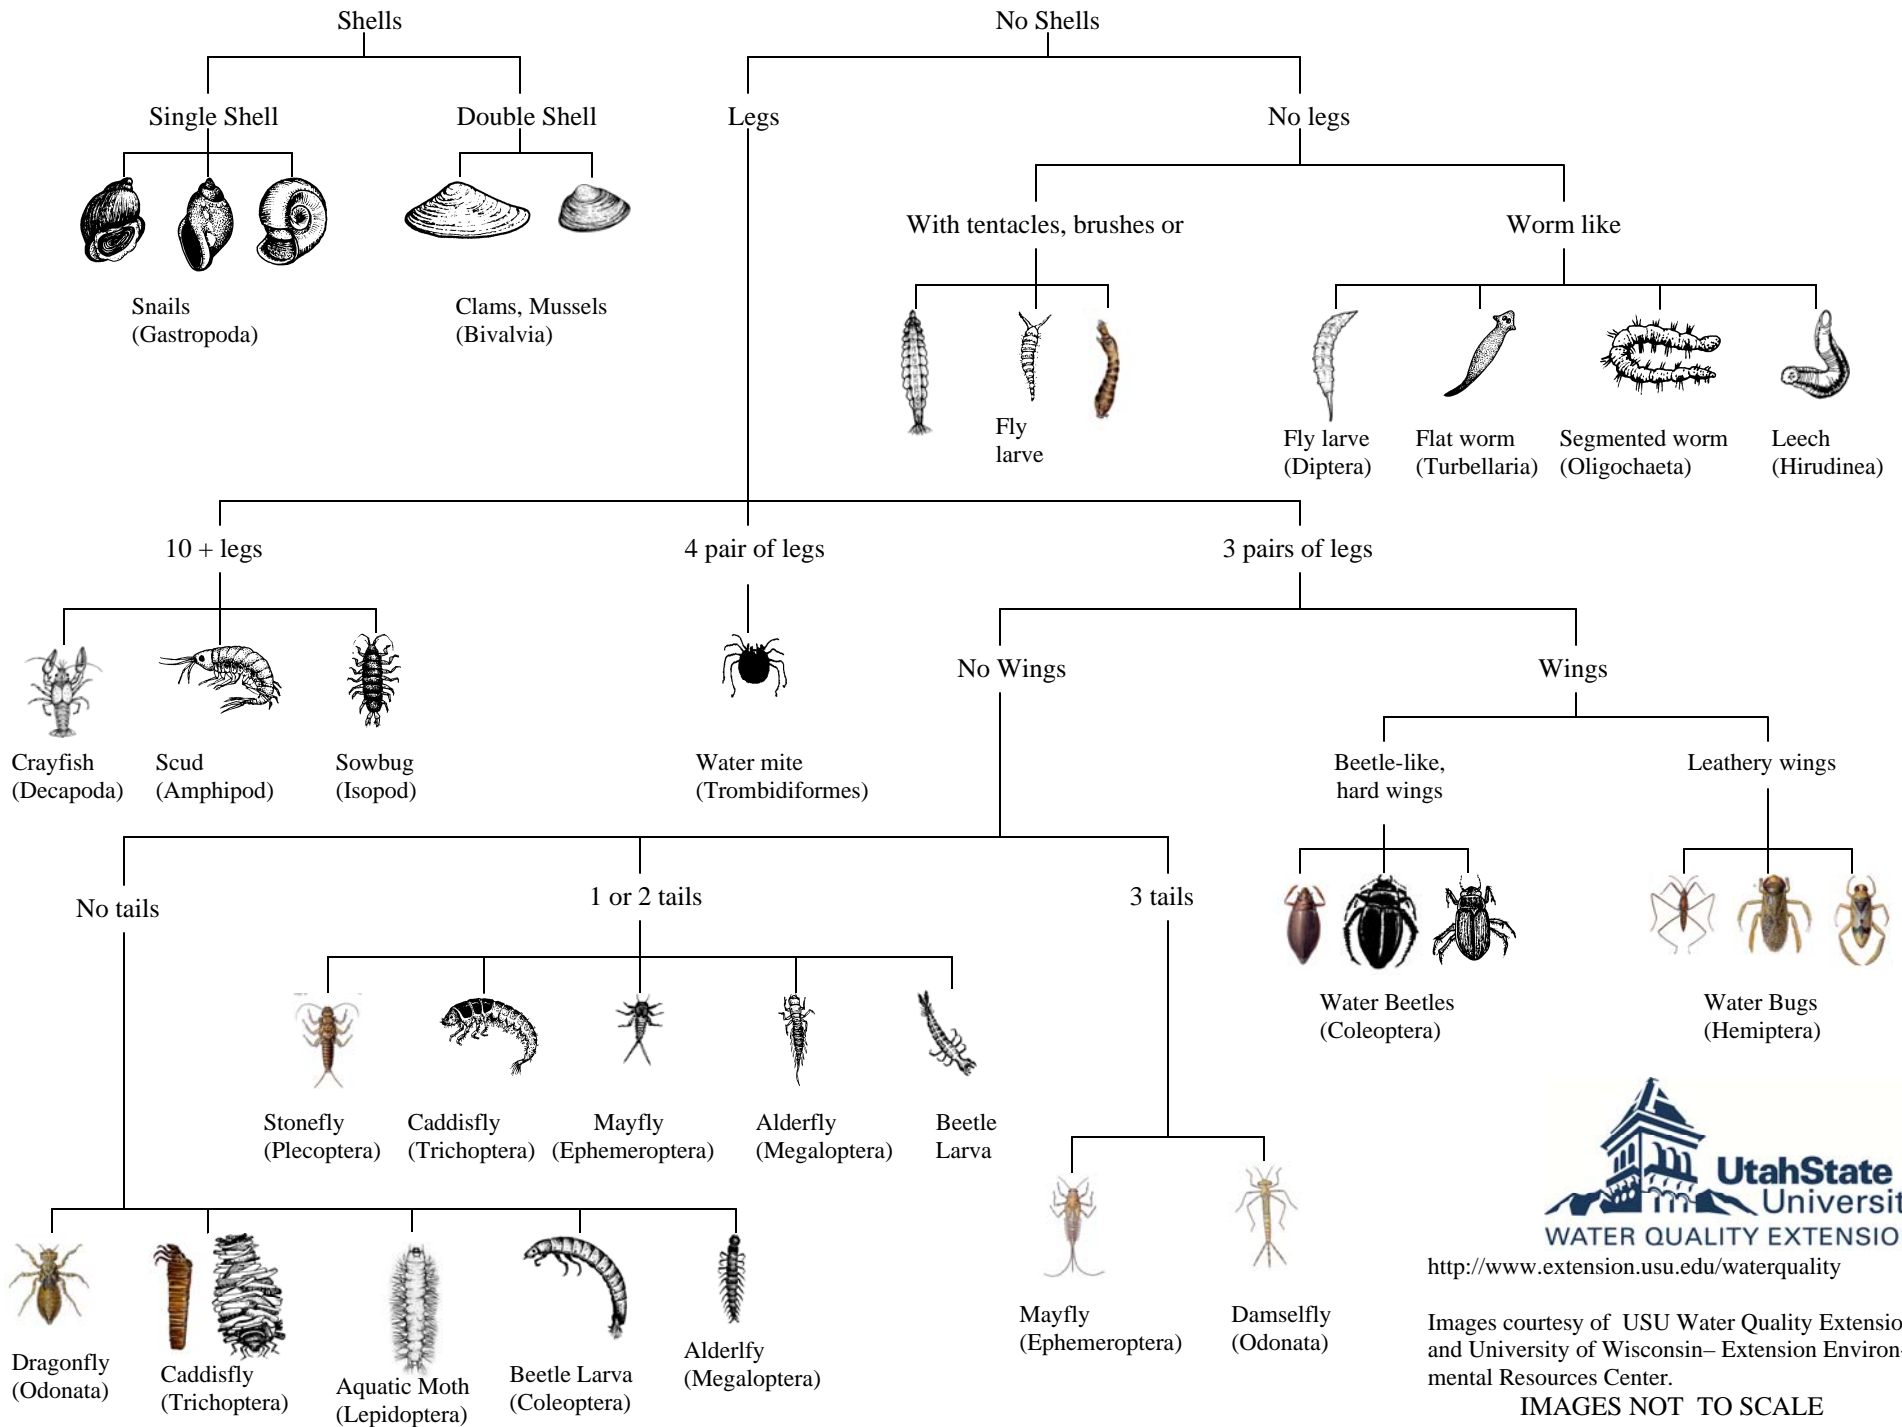 Shells
No Shells
Single Shell
Double Shell
Legs
No legs
With tentacles, brushes or
Worm like
Snails
(Gastropoda)
Clams, Mussels
(Bivalvia)
Fly
larve
Fly larve
(Diptera)
Flat worm
(Turbellaria)
Segmented worm
(Oligochaeta)
Leech
(Hirudinea)
10 + legs
4 pair of legs
3 pairs of legs
No Wings
Wings
Crayfish
(Decapoda)
Scud
(Amphipod)
Sowbug
(Isopod)
Water mite
(Trombidiformes)
Beetle-like,
hard wings
Leathery wings
No tails
1 or 2 tails
3 tails
Water Beetles
(Coleoptera)
Water Bugs
(Hemiptera)
Stonefly
(Plecoptera)
Caddisfly
(Trichoptera)
Mayfly
(Ephemeroptera)
Alderfly
(Megaloptera)
Beetle
Larva
Dragonfly
(Odonata)
Caddisfly
(Trichoptera)
Aquatic Moth
(Lepidoptera)
Beetle Larva
(Coleoptera)
Alderlfy
(Megaloptera)
Mayfly
(Ephemeroptera)
Damselfly
(Odonata)
UtahState
Universit
WATER QUALITY EXTENSIO
http://www.extension.usu.edu/waterquality
Images courtesy of USU Water Quality Extensio
and University of Wisconsin– Extension Environ-
mental Resources Center.
IMAGES NOT TO SCALE